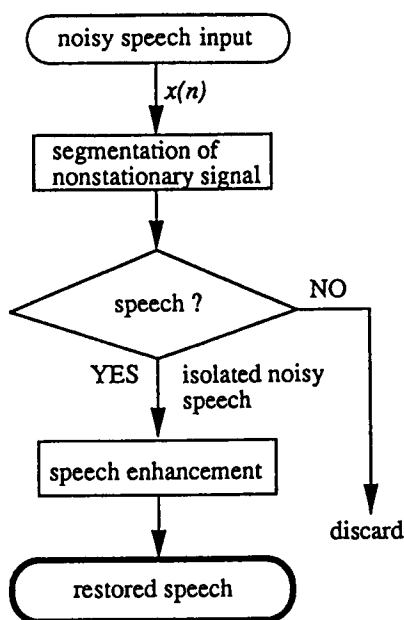 noisy speech input
x(n)
segmentation of
nonstationary signal
speech ?
NO
YES
isolated noisy
speech
speech enhancement
discard
restored speech